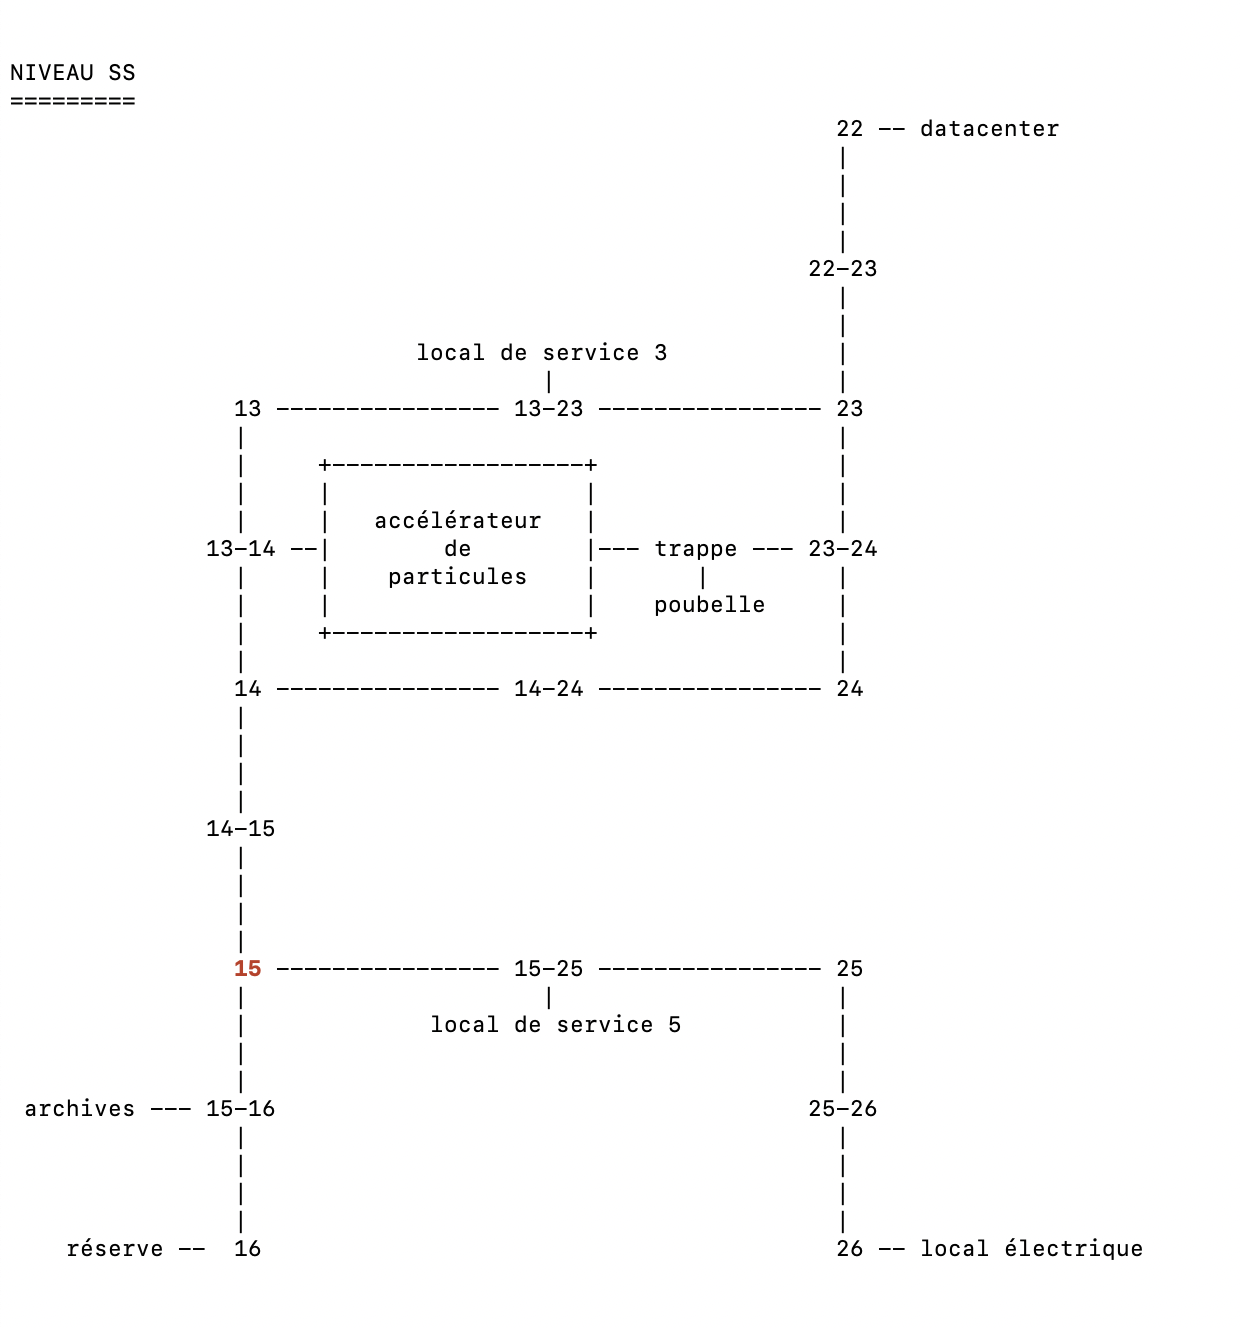 NIVEAU SS
=========
22 -- datacenter
|
|
|
|
22-23
|
|
local de service 3 |
| |
13 ---------------- 13-23 ---------------- 23
| |
| +------------------+ |
| | | |
| | accélérateur | |
13-14 --| de |--- trappe --- 23-24
| | particules | | |
| | | poubelle |
| +------------------+ |
| |
14 ---------------- 14-24 ---------------- 24
|
|
|
|
14-15
|
|
|
|
15 ---------------- 15-25 ---------------- 25
| | |
| local de service 5 |
| |
| |
archives --- 15-16 25-26
| |
| |
| |
| |
réserve -- 16 26 -- local électrique